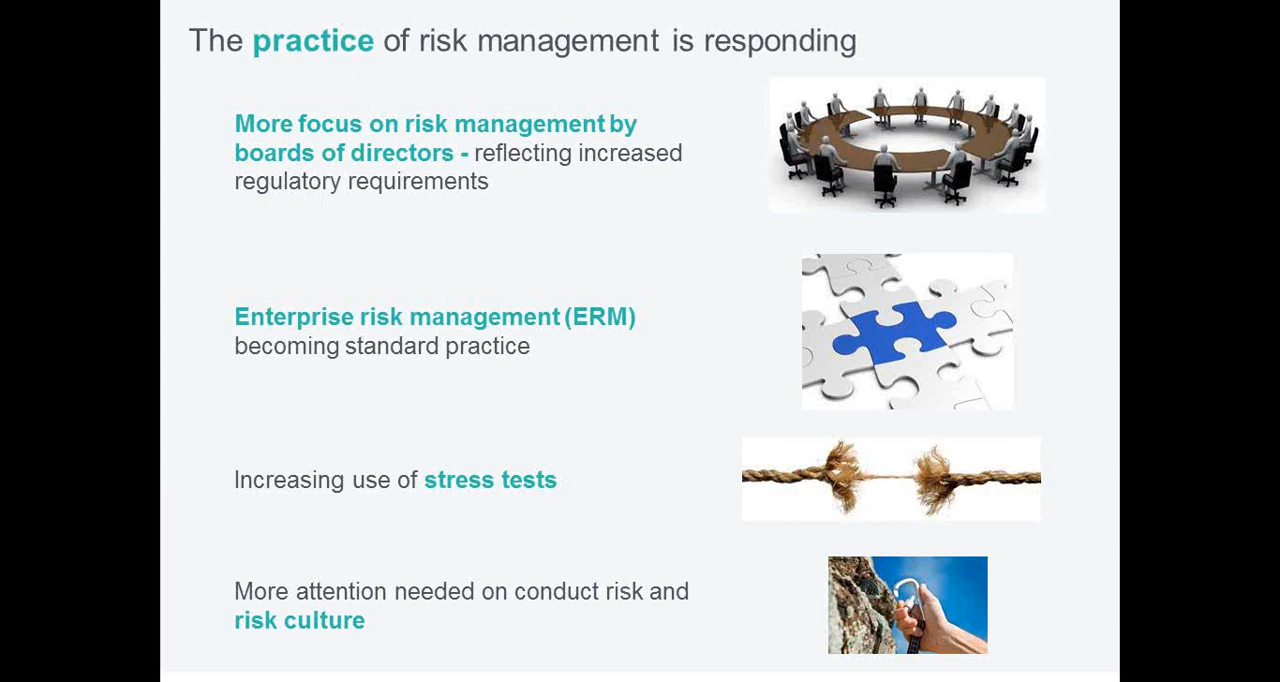 The practice of risk management is responding
More focus on risk management by
boards of directors - reflecting increased
regulatory requirements
Enterprise risk management (ERM)
becoming standard practice
Increasing use of stress tests
More attention needed on conduct risk and
risk culture